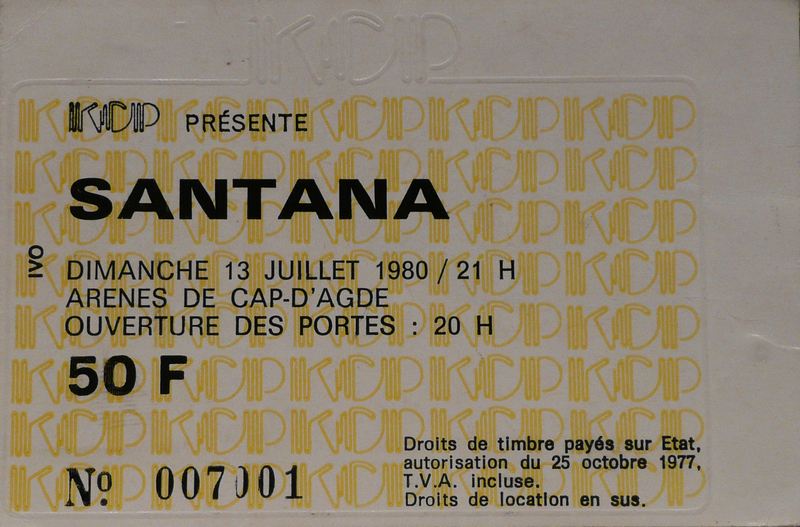 KCP
KCP PRÉSENTE
SANTANA
IVO
DIMANCHE 13 JUILLET 1980 / 21 H
ARENES DE CAP-D'AGDE
OUVERTURE DES PORTES : 20 H
50 F
Nº 007001
Droits de timbre payés sur Etat,
autorisation du 25 octobre 1977,
T.V.A. incluse.
Droits de location en sus.